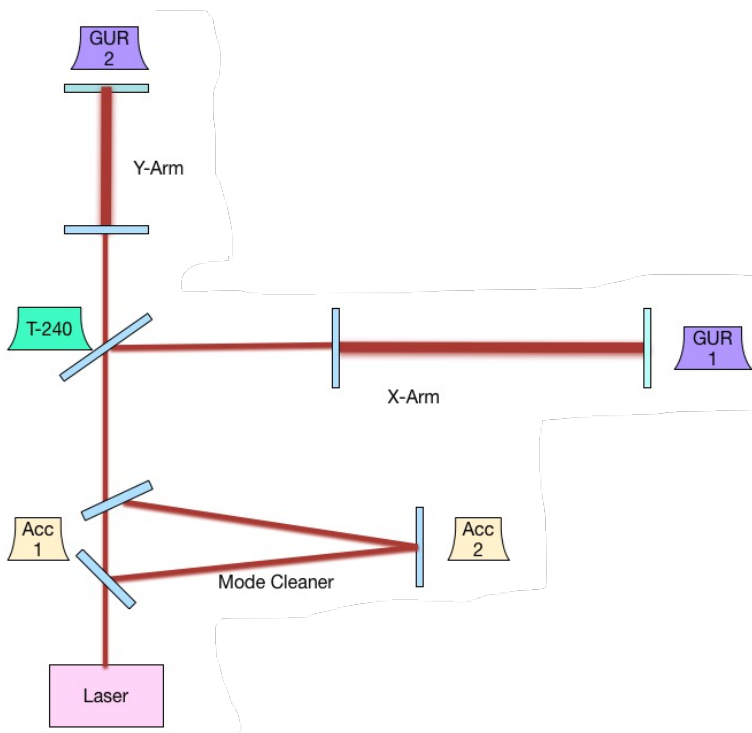 GUR
2
Y-Arm
T-240
GUR
1
X-Arm
Acc
1
Acc
2
Mode Cleaner
Laser